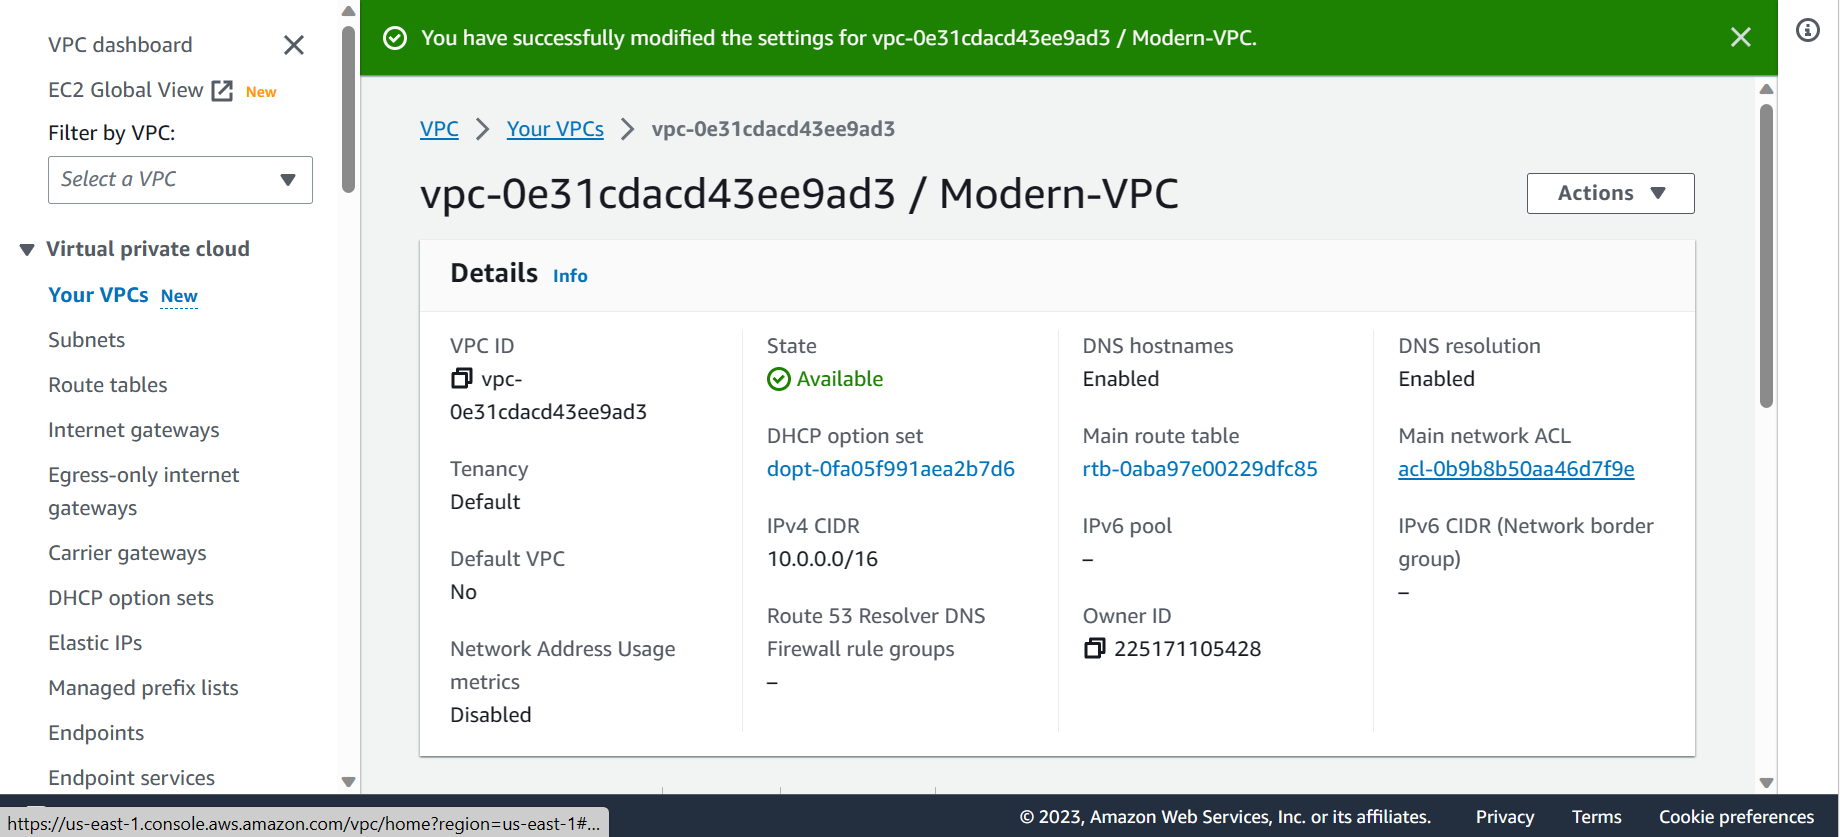 VPC dashboard
EC2 Global View New
Filter by VPC:
Select a VPC
Virtual private cloud
Your VPCs New
Subnets
Route tables
Internet gateways
Egress-only internet
gateways
Carrier gateways
DHCP option sets
Elastic IPs
Managed prefix lists
Endpoints
Endpoint services
You have successfully modified the settings for vpc-0e31cdacd43ee9ad3 / Modern-VPC.
VPC > Your VPCs > vpc-0e31cdacd43ee9ad3
vpc-0e31cdacd43ee9ad3 / Modern-VPC
Actions
Details Info
VPC ID
vpc-
0e31cdacd43ee9ad3
Tenancy
Default
Default VPC
No
Network Address Usage
metrics
Disabled
State
Available
DHCP option set
dopt-0fa05f991aea2b7d6
IPv4 CIDR
10.0.0.0/16
Route 53 Resolver DNS
Firewall rule groups
–
DNS hostnames
Enabled
Main route table
rtb-0aba97e00229dfc85
IPv6 pool
–
Owner ID
225171105428
DNS resolution
Enabled
Main network ACL
acl-0b9b8b50aa46d7f9e
IPv6 CIDR (Network border
group)
–
https://us-east-1.console.aws.amazon.com/vpc/home?region=us-east-1#...
© 2023, Amazon Web Services, Inc. or its affiliates. Privacy Terms Cookie preferences